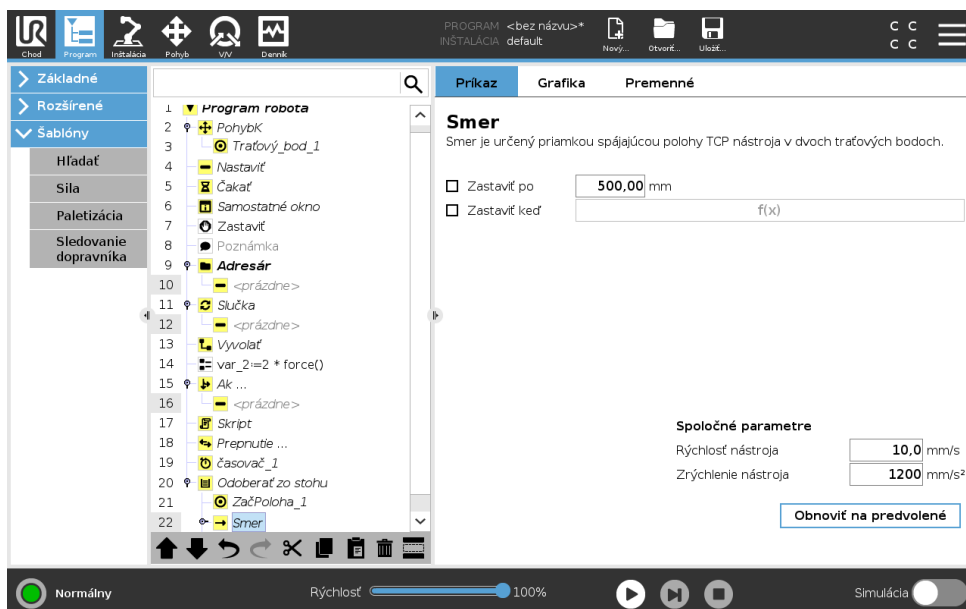 Chod
Program
Inštalácia
Pohyb
V/V
Denník
PROGRAM <bez názvu>*
INŠTALÁCIA default
Nový...
Otvoriť...
Uložiť...
C C
C C
Základné
Rozšírené
Šablóny
Hľadať
Sila
Paletizácia
Sledovanie
dopravníka
1 Program robota
2 PohybK
3 Traťový_bod_1
4 Nastaviť
5 Čakať
6 Samostatné okno
7 Zastaviť
8 Poznámka
9 Adresár
10 <prázdne>
11 Slučka
12 <prázdne>
13 Vyvolať
14 var_2:=2 * force()
15 Ak ...
16 <prázdne>
17 Skript
18 Prepnutie ...
19 časovač_1
20 Odoberať zo stohu
21 ZačPoloha_1
22 Smer
Príkaz
Grafika
Premenné
Smer
Smer je určený priamkou spájajúcou polohy TCP nástroja v dvoch traťových bodoch.
Zastaviť po 500,00 mm
Zastaviť keď f(x)
Spoločné parametre
Rýchlosť nástroja 10,0 mm/s
Zrýchlenie nástroja 1200 mm/s²
Obnoviť na predvolené
Normálny
Rýchlosť 100%
Simulácia